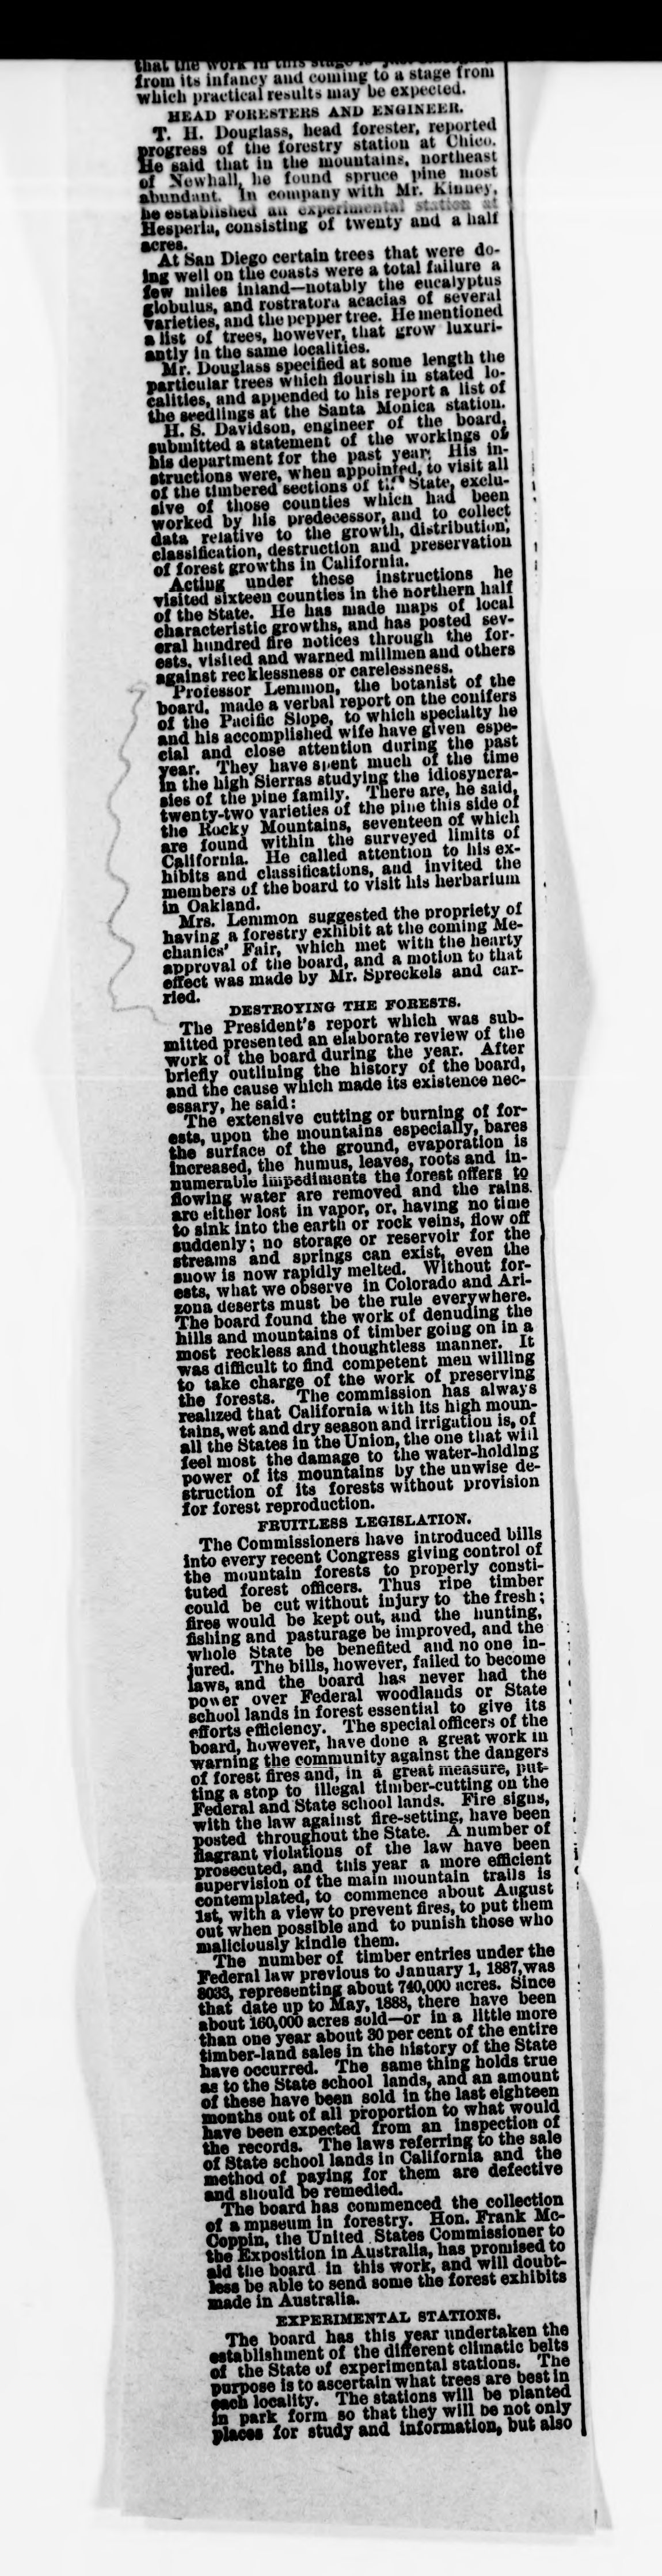 that the work in this stage is just
from its infancy and coming to a stage from
which practical results may be expected.
HEAD FORESTERS AND ENGINEER.
T. H. Douglass, head forester, reported
progress of the forestry station at Chico.
He said that in the mountains, northeast
of Newhall, he found spruce pine most
abundant. In company with Mr. Kinney,
he established an experimental station at
Hesperia, consisting of twenty and a half
acres.
At San Diego certain trees that were do-
ing well on the coasts were a total failure a
few miles inland—notably the eucalyptus
globulus, and rostratora acacias of several
varieties, and the pepper tree. He mentioned
a list of trees, however, that grow luxuri-
antly in the same localities.
Mr. Douglass specified at some length the
particular trees which flourish in stated lo-
calities, and appended to his report a list of
the seedlings at the Santa Monica station.
H. S. Davidson, engineer of the board,
submitted a statement of the workings of
his department for the past year. His in-
structions were, when appointed, to visit all
of the timbered sections of the State, exclu-
sive of those counties which had been
worked by his predecessor, and to collect
data relative to the growth, distribution,
classification, destruction and preservation
of forest growths in California.
Acting under these instructions he
visited sixteen counties in the northern half
of the State. He has made maps of local
characteristic growths, and has posted sev-
eral hundred fire notices through the for-
ests, visited and warned millmen and others
against recklessness or carelessness.
Professor Lemmon, the botanist of the
board, made a verbal report on the conifers
of the Pacific Slope, to which specialty he
and his accomplished wife have given espe-
cial and close attention during the past
year. They have spent much of the time
in the high Sierras studying the idiosyncra-
sies of the pine family. There are, he said,
twenty-two varieties of the pine this side of
the Rocky Mountains, seventeen of which
are found within the surveyed limits of
California. He called attention to his ex-
hibits and classifications, and invited the
members of the board to visit his herbarium
in Oakland.
Mrs. Lemmon suggested the propriety of
having a forestry exhibit at the coming Me-
chanics' Fair, which met with the hearty
approval of the board, and a motion to that
effect was made by Mr. Spreckels and car-
ried.
DESTROYING THE FORESTS.
The President's report which was sub-
mitted presented an elaborate review of the
work of the board during the year. After
briefly outlining the history of the board,
and the cause which made its existence nec-
essary, he said:
The extensive cutting or burning of for-
ests, upon the mountains especially, bares
the surface of the ground, evaporation is
increased, the humus, leaves, roots and in-
numerable impediments the forest offers to
flowing water are removed and the rains.
are either lost in vapor, or, having no time
to sink into the earth or rock veins, flow off
suddenly; no storage or reservoir for the
streams and springs can exist, even the
snow is now rapidly melted. Without for-
ests, what we observe in Colorado and Ari-
zona deserts must be the rule everywhere.
The board found the work of denuding the
hills and mountains of timber going on in a
most reckless and thoughtless manner. It
was difficult to find competent men willing
to take charge of the work of preserving
the forests. The commission has always
realized that California with its high moun-
tains, wet and dry season and irrigation is, of
all the States in the Union, the one that will
feel most the damage to the water-holding
power of its mountains by the unwise de-
struction of its forests without provision
for forest reproduction.
FRUITLESS LEGISLATION.
The Commissioners have introduced bills
into every recent Congress giving control of
the mountain forests to properly consti-
tuted forest officers. Thus ripe timber
could be cut without injury to the fresh;
fires would be kept out, and the hunting,
fishing and pasturage be improved, and the
whole State be benefited and no one in-
jured. The bills, however, failed to become
laws, and the board has never had the
power over Federal woodlands or State
school lands in forest essential to give its
efforts efficiency. The special officers of the
board, however, have done a great work in
warning the community against the dangers
of forest fires and, in a great measure, put-
ting a stop to illegal timber-cutting on the
Federal and State school lands. Fire signs,
with the law against fire-setting, have been
posted throughout the State. A number of
flagrant violations of the law have been
prosecuted, and this year a more efficient
supervision of the main mountain trails is
contemplated, to commence about August
1st, with a view to prevent fires, to put them
out when possible and to punish those who
maliciously kindle them.
The number of timber entries under the
Federal law previous to January 1, 1887, was
8033, representing about 740,000 acres. Since
that date up to May, 1888, there have been
about 160,000 acres sold—or in a little more
than one year about 30 per cent of the entire
timber-land sales in the history of the State
have occurred. The same thing holds true
as to the State school lands, and an amount
of these have been sold in the last eighteen
months out of all proportion to what would
have been expected from an inspection of
the records. The laws referring to the sale
of State school lands in California and the
method of paying for them are defective
and should be remedied.
The board has commenced the collection
of a museum in forestry. Hon. Frank Mc-
Coppin, the United States Commissioner to
the Exposition in Australia, has promised to
aid the board in this work, and will doubt-
less be able to send some the forest exhibits
made in Australia.
EXPERIMENTAL STATIONS.
The board has this year undertaken the
establishment of the different climatic belts
of the State of experimental stations. The
purpose is to ascertain what trees are best in
each locality. The stations will be planted
in park form so that they will be not only
places for study and information, but also